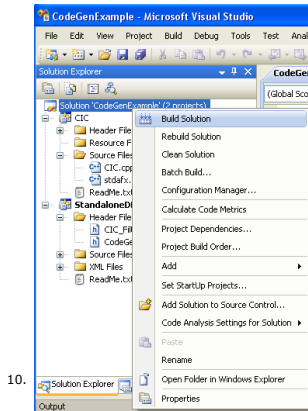 CodeGenExample - Microsoft Visual Studio
File Edit View Project Build Debug Tools Test Anal
Solution Explorer
CodeGe
(Global Sco
Solution 'CodeGenExample' (2 projects)
CIC
Header File
Resource F
Source Files
CIC.cpp
stdafx.
ReadMe.txt
StandaloneDl
Header File
CIC_Fil
CodeGe
Source Files
XML Files
ReadMe.txt
Build Solution
Rebuild Solution
Clean Solution
Batch Build...
Configuration Manager...
Calculate Code Metrics
Project Dependencies...
Project Build Order...
Add
Set StartUp Projects...
Add Solution to Source Control...
Code Analysis Settings for Solution
Paste
Rename
Open Folder in Windows Explorer
Properties
10.
Solution Explorer
Output